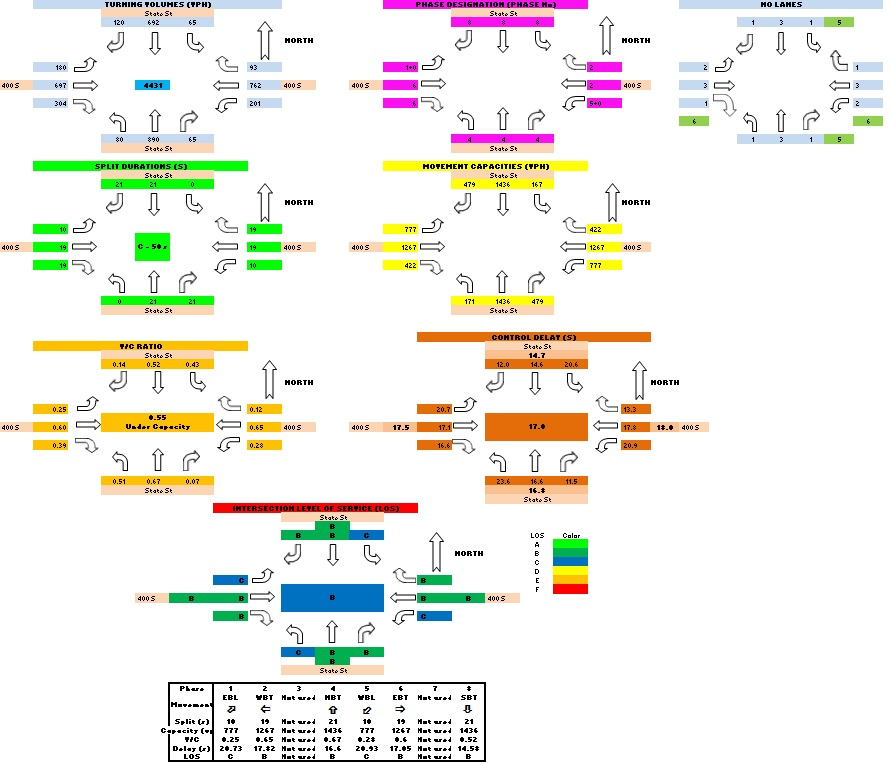 TURNING VOLUMES (VPH) PHASE DESIGNATION (PHASE No) NO LANES
State St State St
120 692 65 8 8 8 1 3 1 5
NORTH NORTH
180 93 1+0 2 2 1
400 S 697 4431 762 400 S 400 S 6 2 400 S 3 3
304 201 6 5+0 1 2
6 6
80 890 65 4 4 4 1 3 1 5
State St State St
SPLIT DURATIONS (S) MOVEMENT CAPACITIES (VPH)
State St State St
21 21 0 479 1436 167
NORTH NORTH
10 19 777 422
400 S 19 C - 50 s 19 400 S 400 S 1267 1267 400 S
19 10 422 777
0 21 21 171 1436 479
State St State St
V/C RATIO CONTROL DELAY (S)
State St State St
14.7
0.14 0.52 0.43 12.0 14.6 20.6
NORTH NORTH
0.25 0.12 20.7 13.3
400 S 0.60 0.55 0.65 400 S 400 S 17.5 17.1 17.0 17.8 18.0 400 S
Under Capacity
0.39 0.28 16.6 20.9
0.51 0.67 0.07 23.6 16.6 11.5
State St 16.8
State St
INTERSECTION LEVEL OF SERVICE (LOS)
State St
B
B B C
NORTH
LOS Color
A
B
C
D
E
F
C B
400 S B B B B B 400 S
B C
C B B
B
State St
Phase 1 2 3 4 5 6 7 8
Movement EBL WBT Not used NBT WBL EBT Not used SBT
Split (s) 10 19 Not used 21 10 19 Not used 21
Capacity 777 1267 Not used 1436 777 1267 Not used 1436
V/C 0.25 0.65 Not used 0.67 0.28 0.6 Not used 0.52
Delay (s) 20.73 17.82 Not used 16.6 20.93 17.05 Not used 14.58
LOS C B Not used B C B Not used B